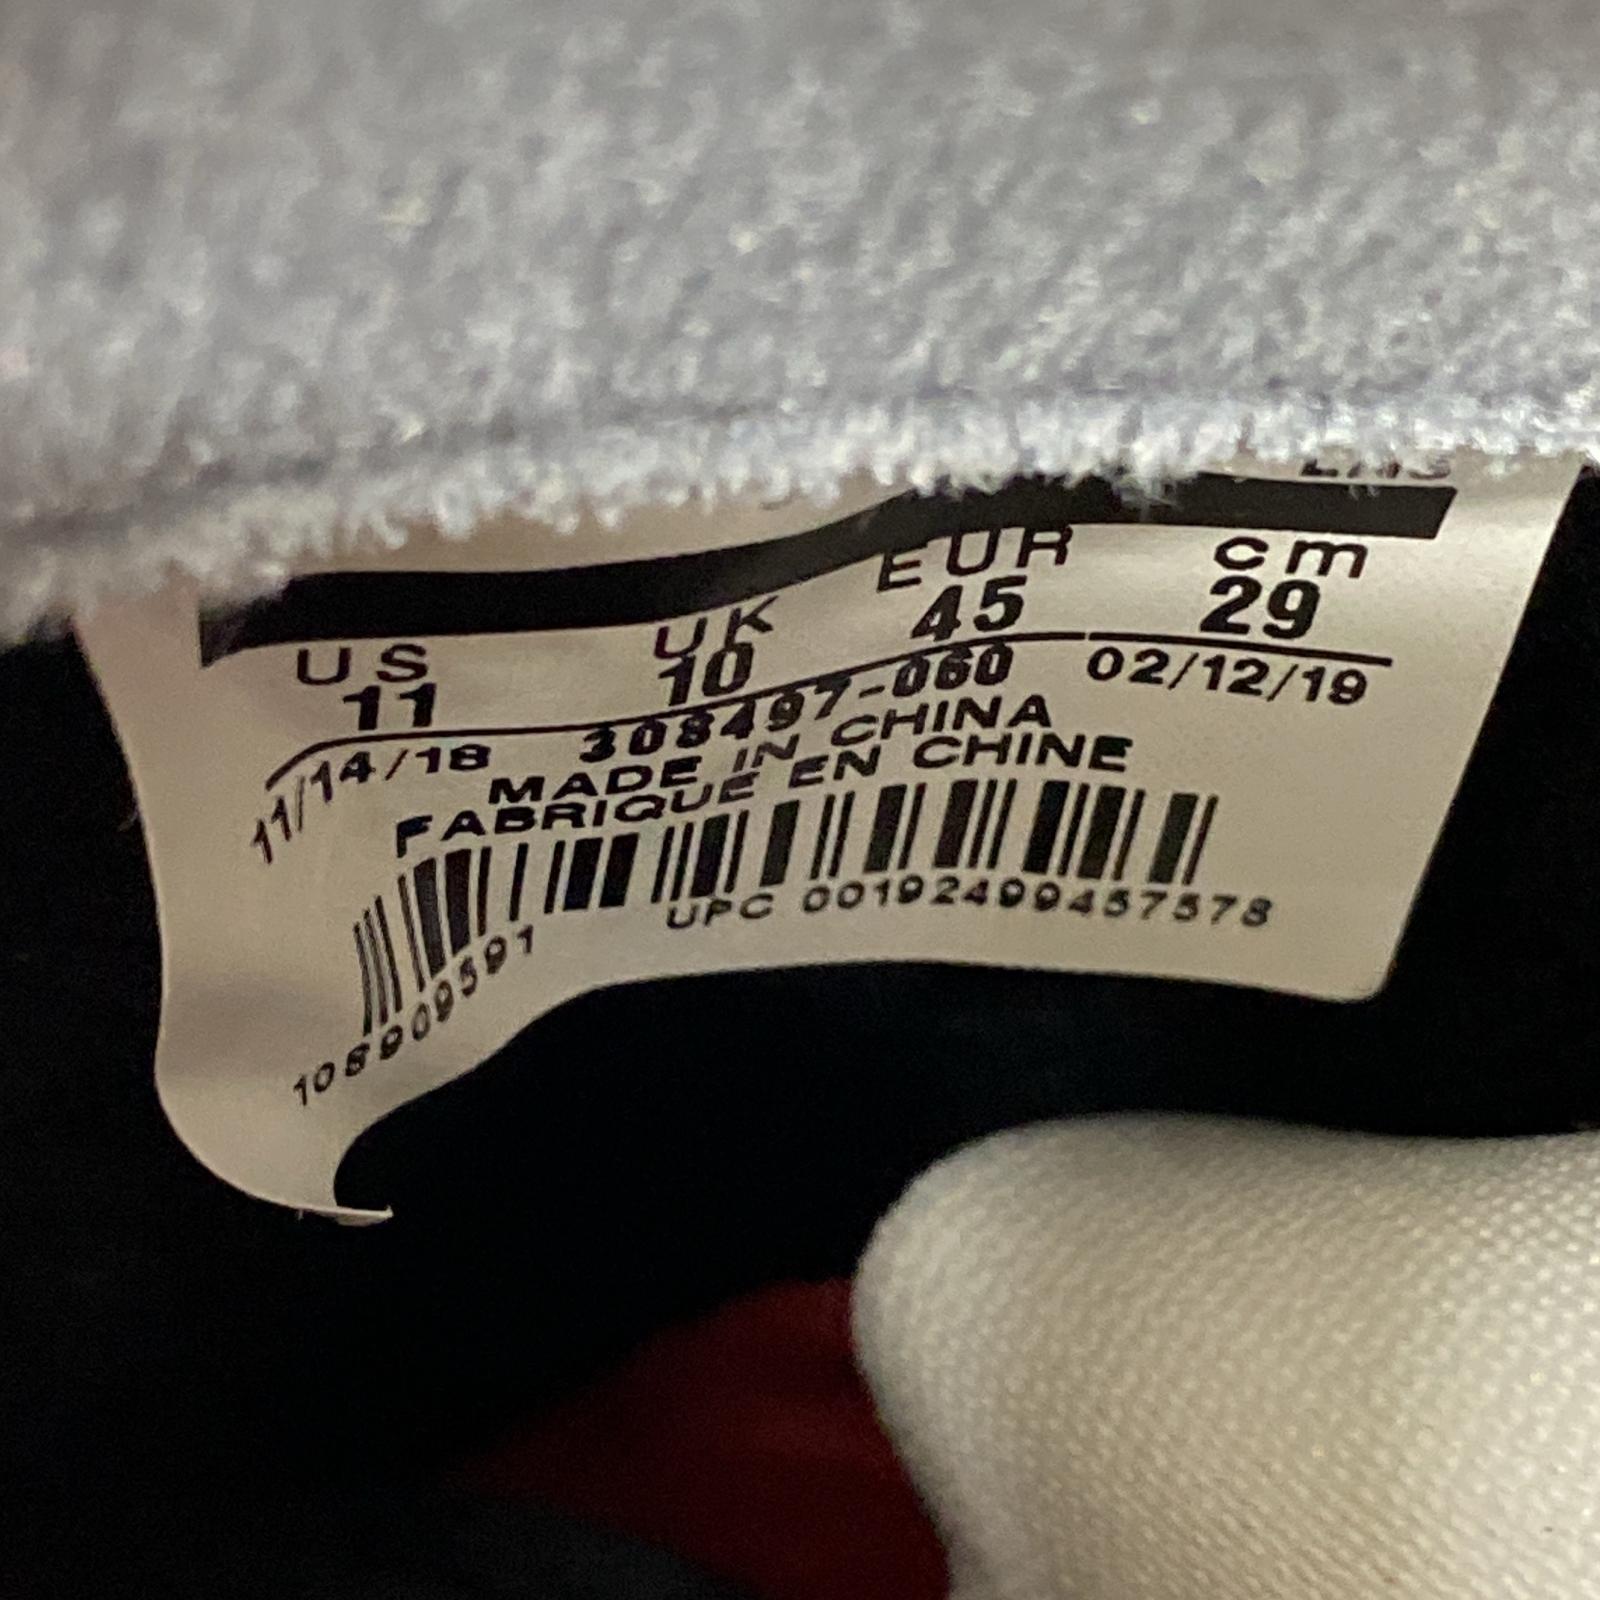 US UK EUR cm
11 10 45 29
11/14/18 308497-060 02/12/19
MADE IN CHINA
FABRIQUE EN CHINE
108909591 UPC 00192499457578